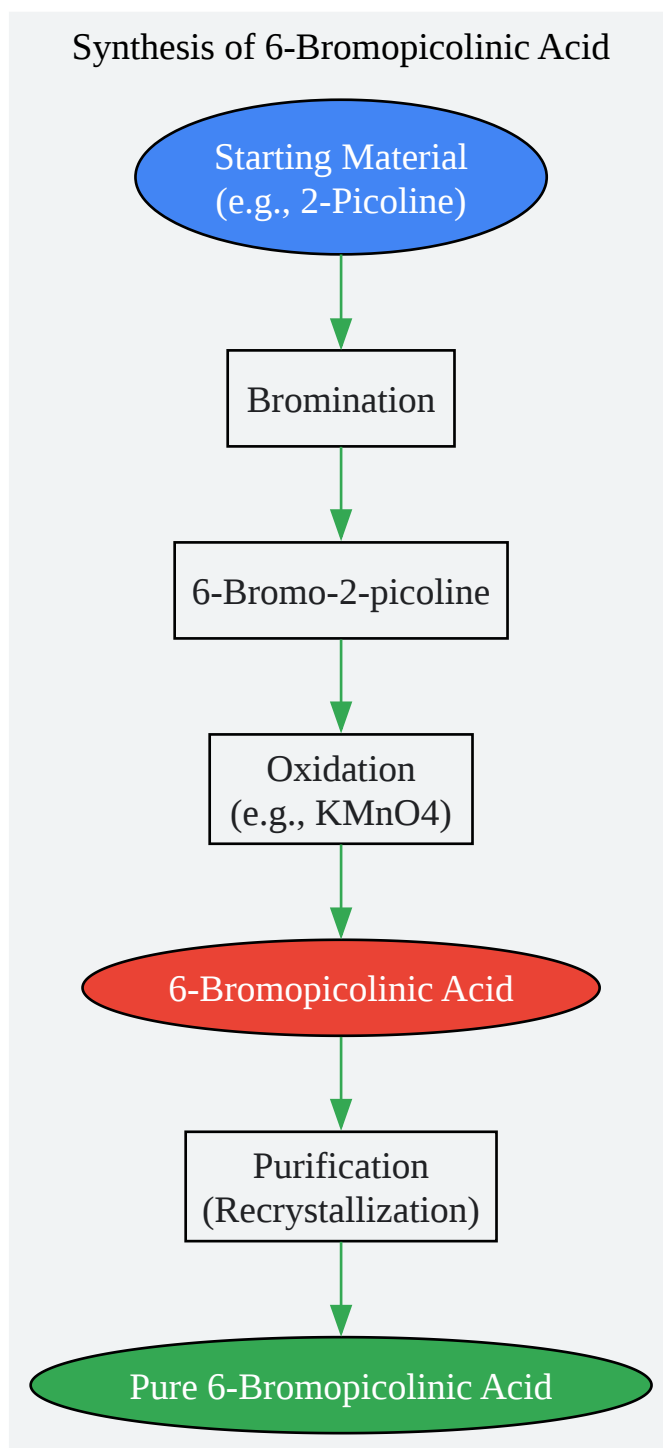 Synthesis of 6-Bromopicolinic Acid
Starting Material
(e.g., 2-Picoline)
Bromination
6-Bromo-2-picoline
Oxidation
(e.g., KMnO4)
6-Bromopicolinic Acid
Purification
(Recrystallization)
Pure 6-Bromopicolinic Acid